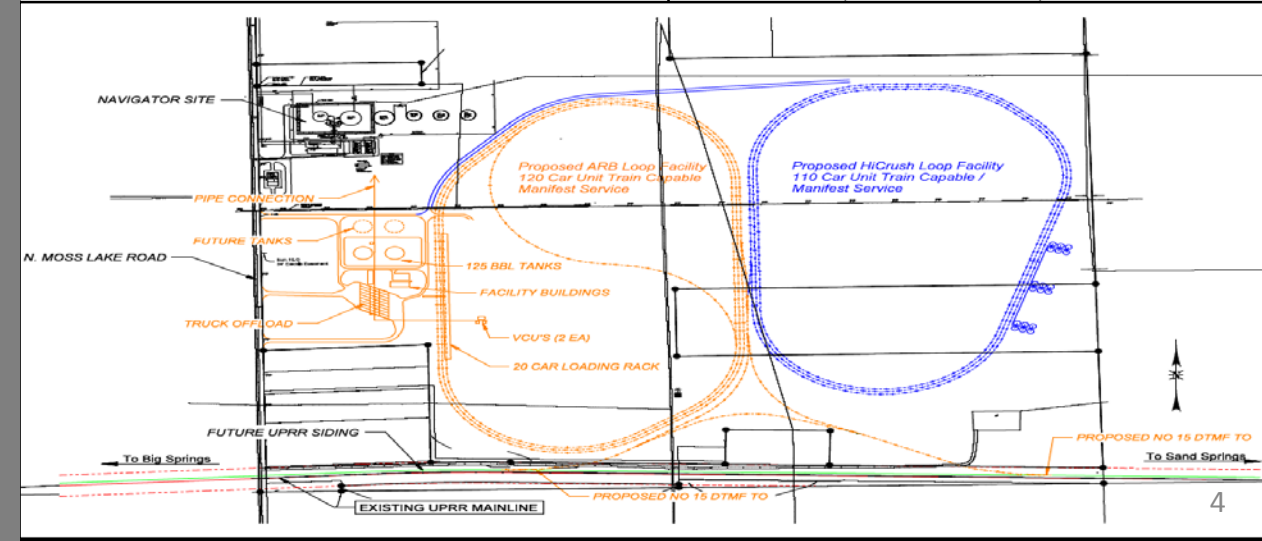 NAVIGATOR SITE
Proposed ARB Loop Facility
120 Car Unit Train Capable
Manifest Service
Proposed HiCrush Loop Facility
110 Car Unit Train Capable /
Manifest Service
PIPE CONNECTION
FUTURE TANKS
N. MOSS LAKE ROAD
125 BBL TANKS
FACILITY BUILDINGS
TRUCK OFFLOAD
VCU'S (2 EA)
20 CAR LOADING RACK
FUTURE UPRR SIDING
PROPOSED NO 15 DTMF TO
To Big Springs
To Sand Springs
PROPOSED NO 15 DTMF TO
EXISTING UPRR MAINLINE
4